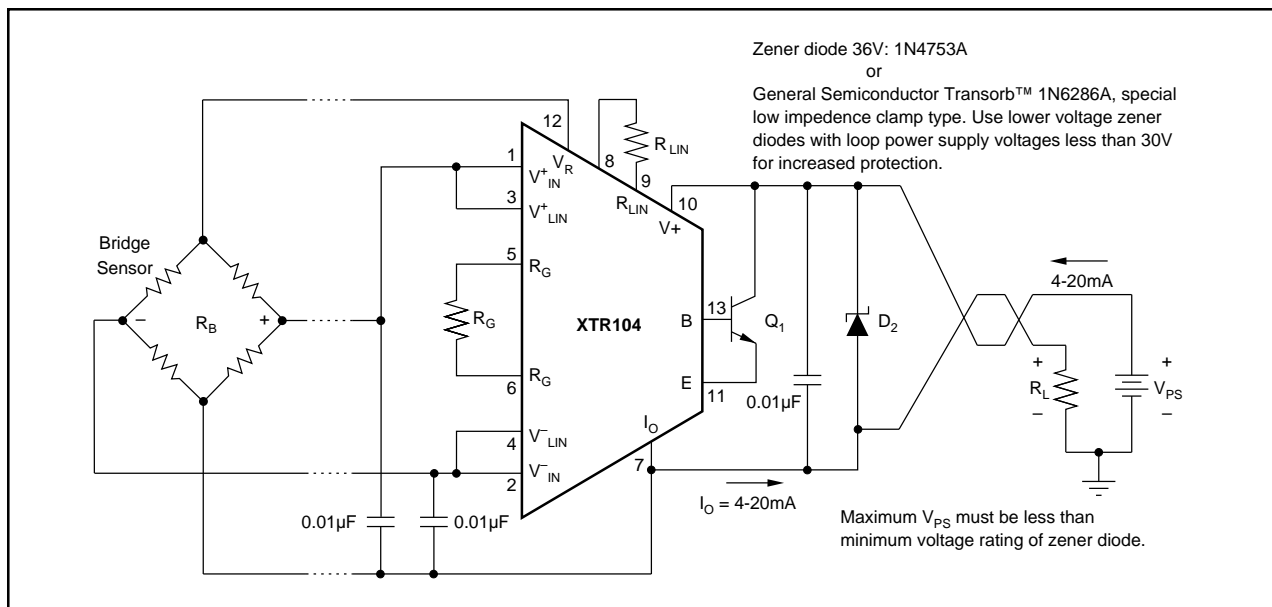 Zener diode 36V: 1N4753A
or
General Semiconductor Transorb™ 1N6286A, special
low impedence clamp type. Use lower voltage zener
diodes with loop power supply voltages less than 30V
for increased protection.
12
V_R
8
R_LIN
9
R_LIN
10
V+
1
V⁺_IN
3
V⁺_LIN
Bridge
Sensor
–
R_B
+
5
R_G
R_G
6
R_G
XTR104
B
13
Q_1
E
11
0.01µF
D_2
4-20mA
+
R_L
–
+
V_PS
–
I_O
7
4
V⁻_LIN
2
V⁻_IN
I_O = 4-20mA
0.01µF
0.01µF
Maximum V_PS must be less than
minimum voltage rating of zener diode.